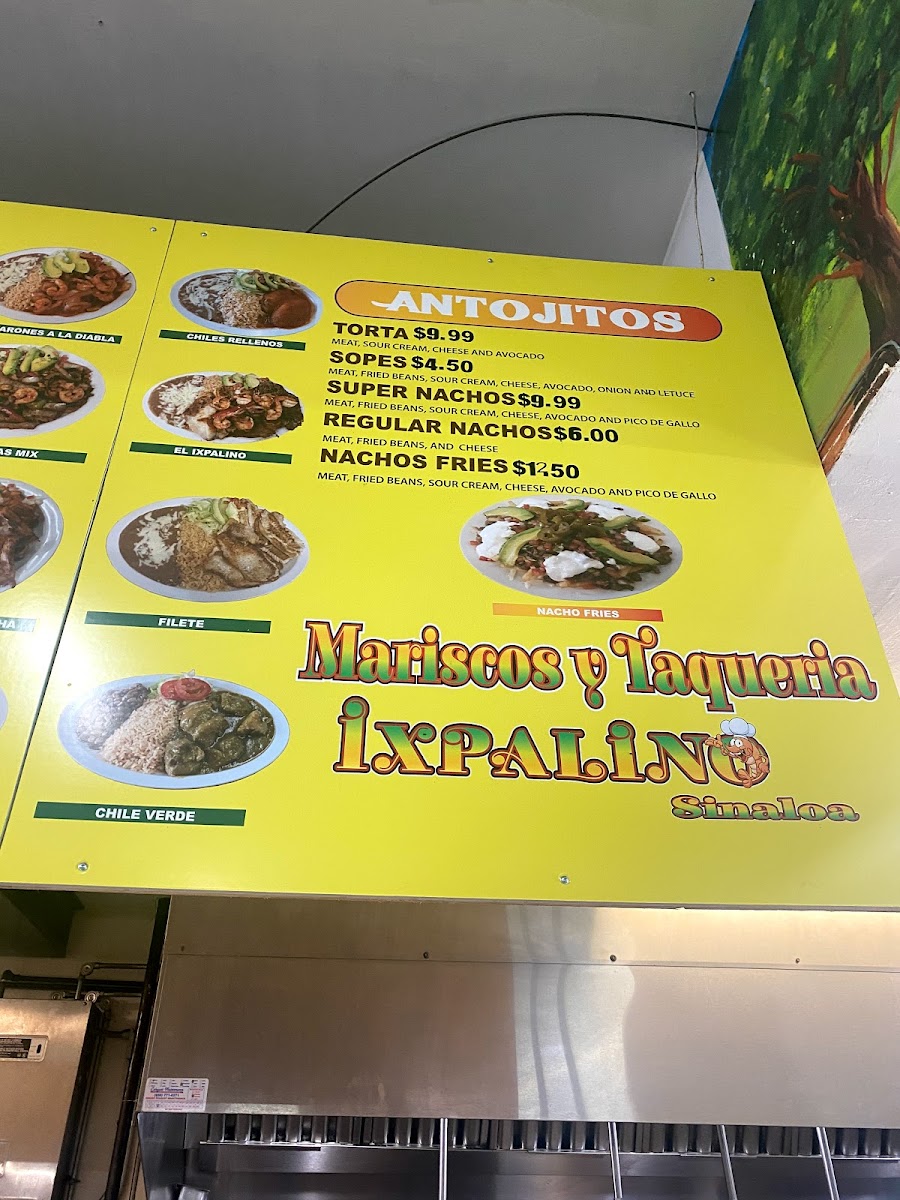 ARONES A LA DIABLA
AS MIX
HA
CHILES RELLENOS
EL IXPALINO
FILETE
CHILE VERDE
ANTOJITOS
TORTA $9.99
MEAT, SOUR CREAM, CHEESE AND AVOCADO
SOPES $4.50
MEAT, FRIED BEANS, SOUR CREAM, CHEESE, AVOCADO, ONION AND LETUCE
SUPER NACHOS $9.99
MEAT, FRIED BEANS, SOUR CREAM, CHEESE, AVOCADO AND PICO DE GALLO
REGULAR NACHOS $6.00
MEAT, FRIED BEANS, AND CHEESE
NACHOS FRIES $12.50
MEAT, FRIED BEANS, SOUR CREAM, CHEESE, AVOCADO AND PICO DE GALLO
NACHO FRIES
Mariscos y Taqueria
IXPALINO
Sinaloa